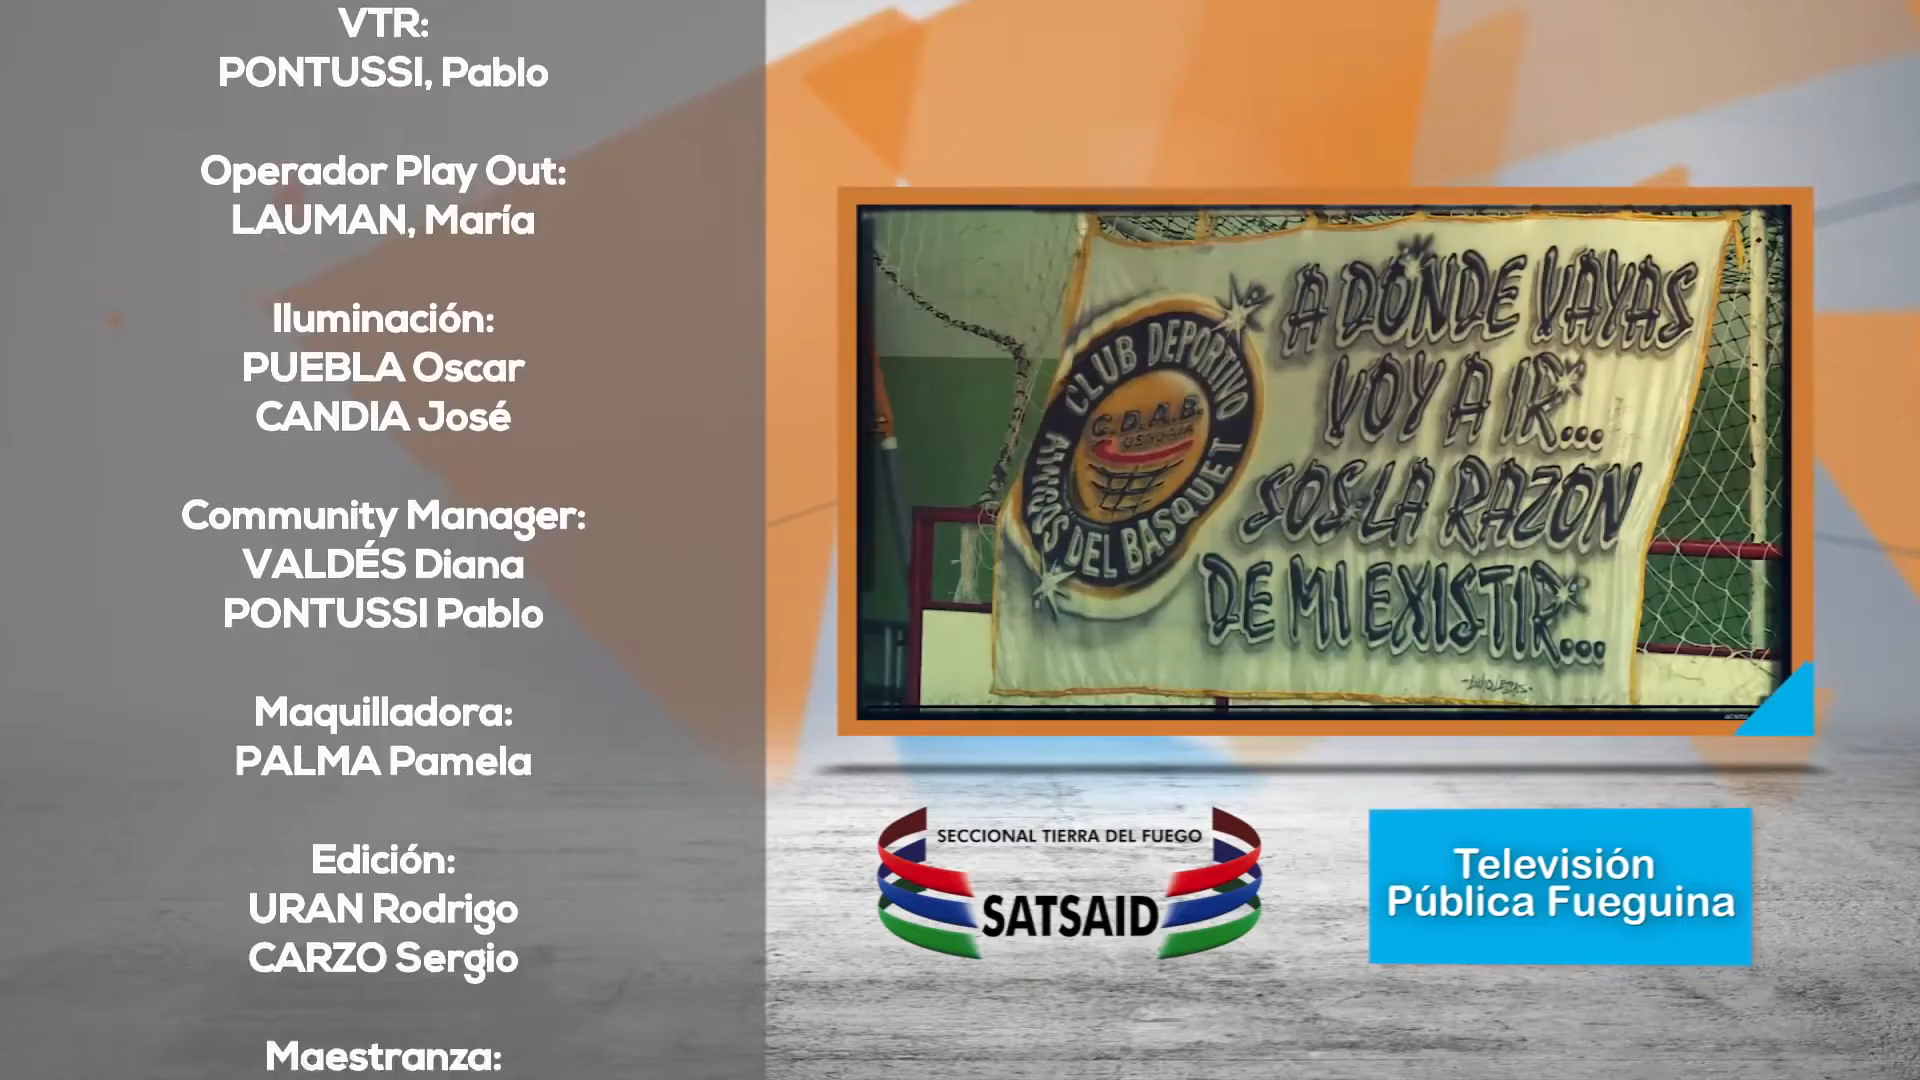 VTR:
PONTUSSI, Pablo
Operador Play Out:
LAUMAN, María
Iluminación:
PUEBLA Oscar
CANDIA José
Community Manager:
VALDÉS Diana
PONTUSSI Pablo
Maquilladora:
PALMA Pamela
Edición:
URAN Rodrigo
CARZO Sergio
Maestranza:
CLUB DEPORTIVO
C.D.A.B.
USHUAIA
AMIGOS DEL BASQUET
A DONDE VAYAS
VOY A IR...
SOS LA RAZON
DE MI EXISTIR...
SECCIONAL TIERRA DEL FUEGO
SATSAID
Televisión
Pública Fueguina